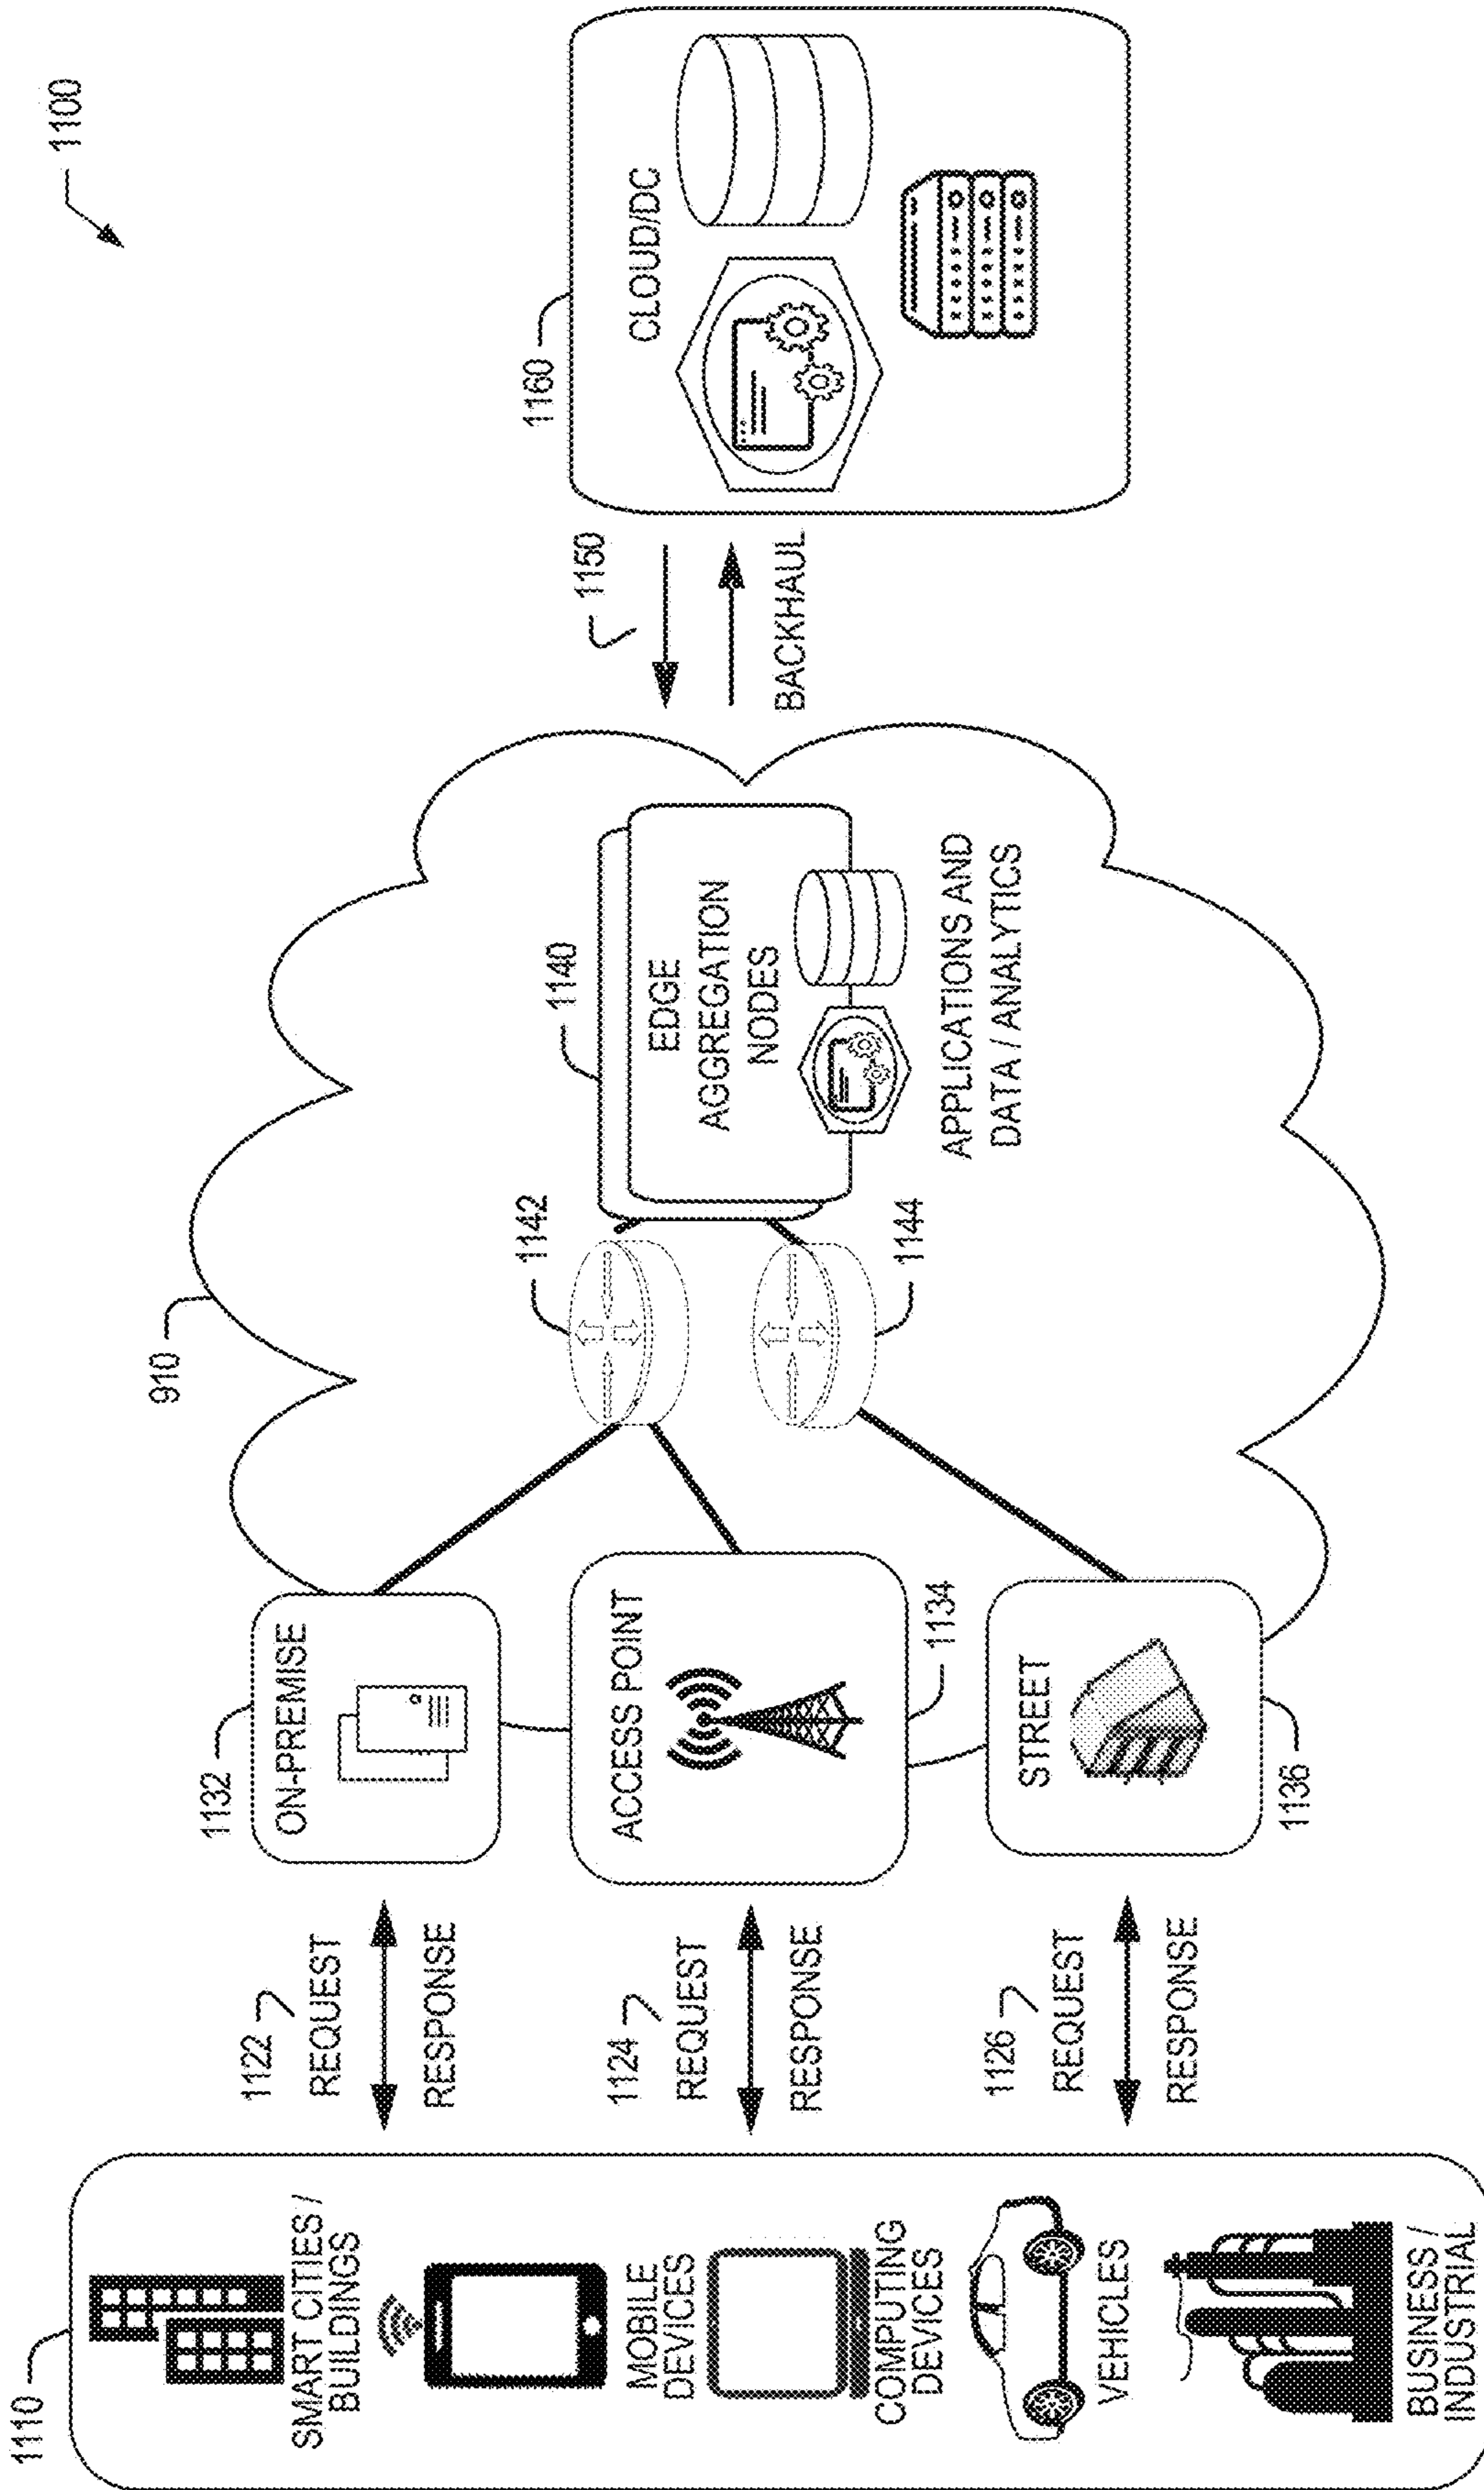 1100
1110
SMART CITIES /
BUILDINGS
MOBILE
DEVICES
COMPUTING
DEVICES
VEHICLES
BUSINESS /
INDUSTRIAL
1122
REQUEST
RESPONSE
1124
REQUEST
RESPONSE
1126
REQUEST
RESPONSE
1132
ON-PREMISE
ACCESS POINT
1134
STREET
1136
910
1142
1144
1140
EDGE
AGGREGATION
NODES
APPLICATIONS AND
DATA / ANALYTICS
1150
BACKHAUL
1160
CLOUD/DC